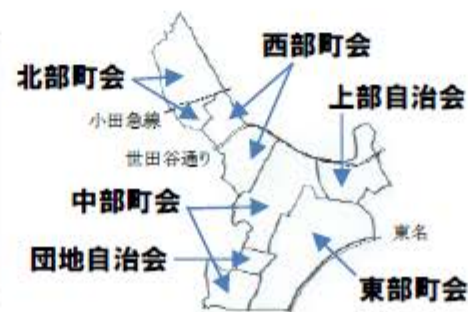 西部町会
北部町会
上部自治会
小田急線
世田谷通り
中部町会
東名
団地自治会
東部町会